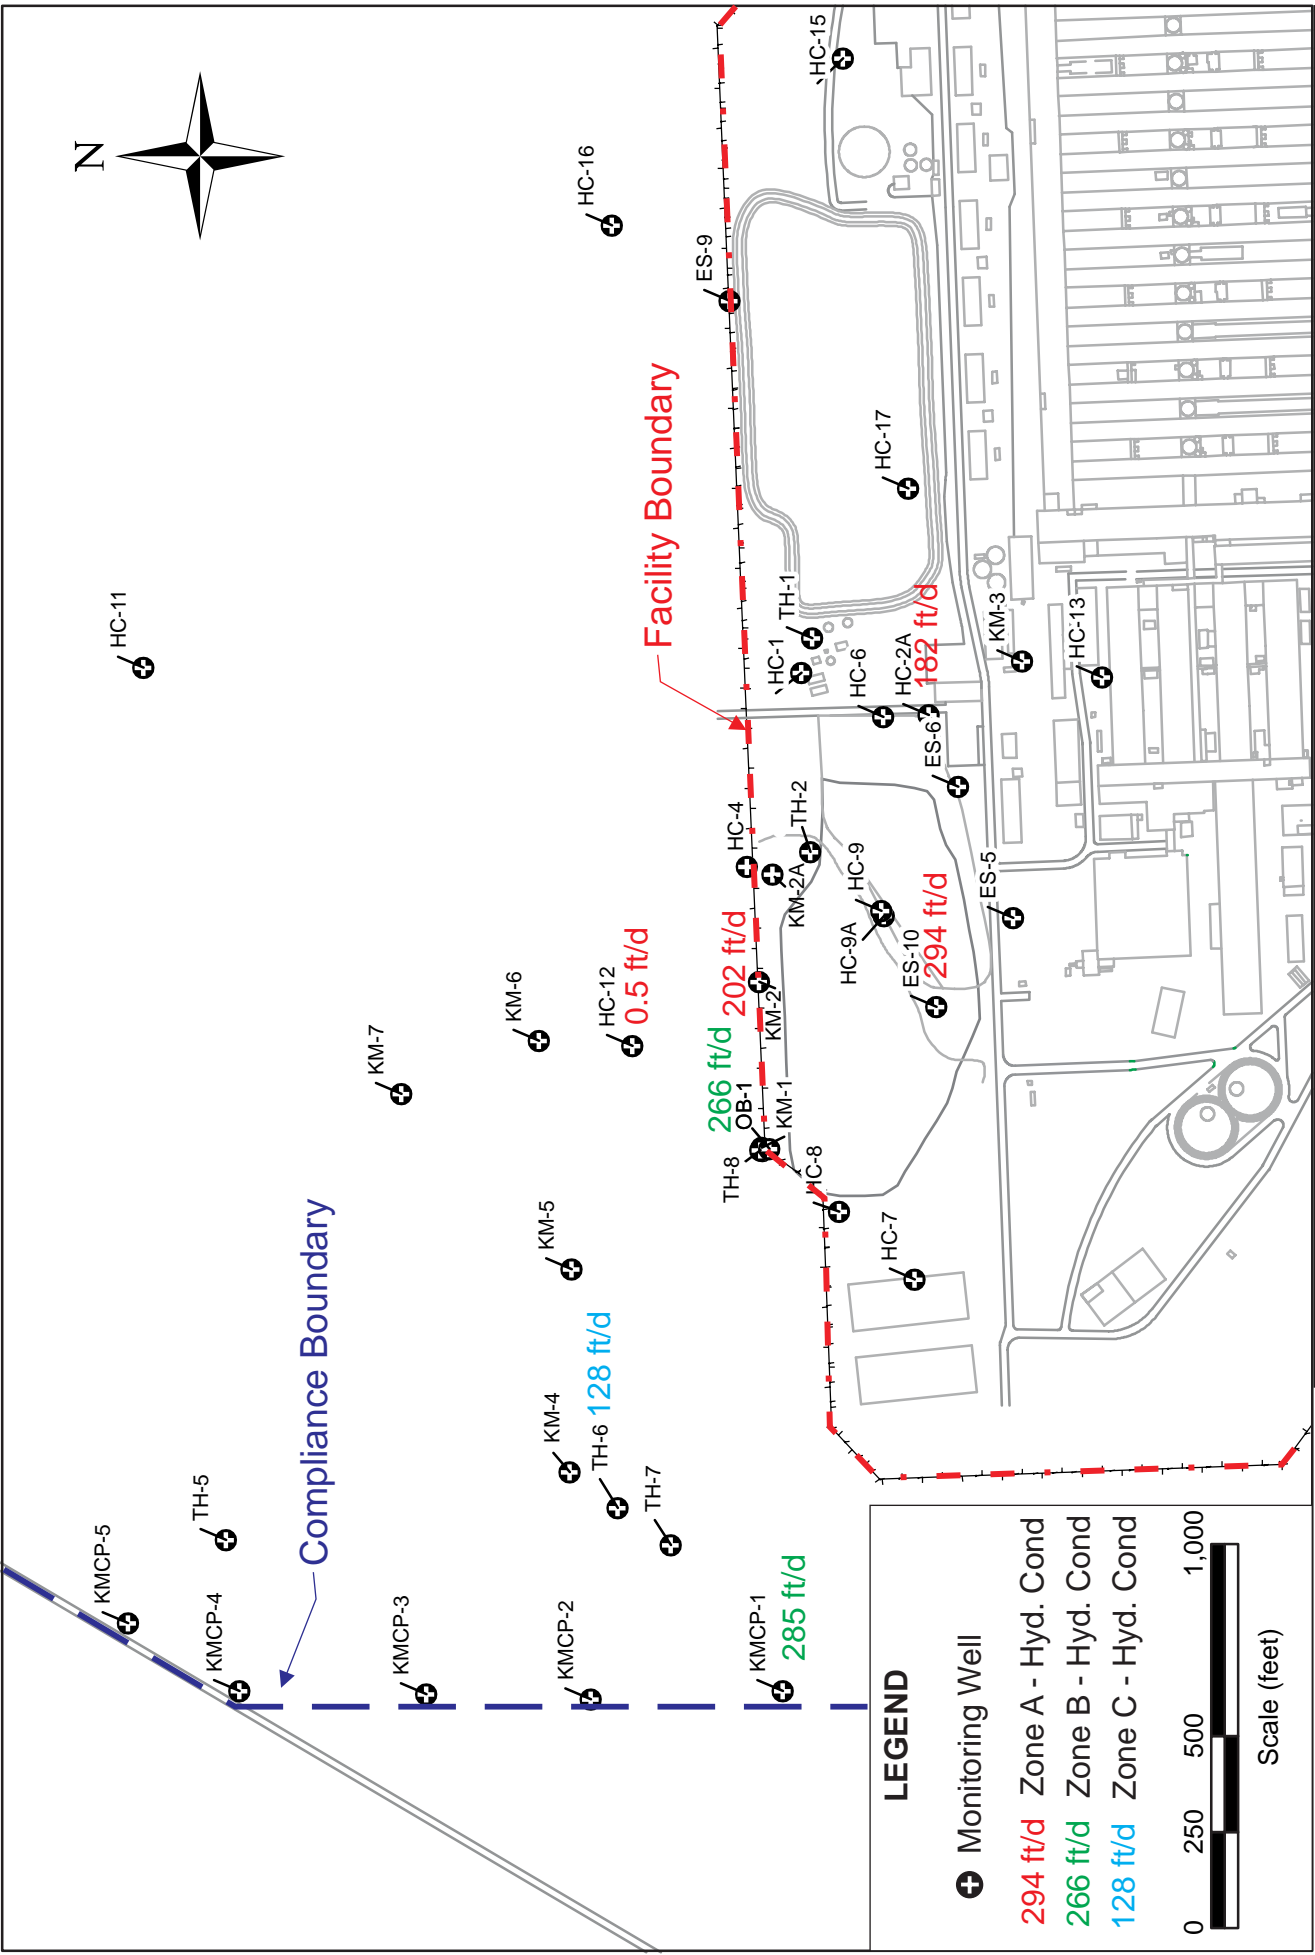 N
HC-15
HC-16
ES-9
Facility Boundary
HC-17
HC-11
TH-1
HC-1
HC-6
HC-2A
182 ft/d
KM-3
HC-13
ES-6
HC-4
TH-2
KM-2A
HC-9
HC-9A
ES-10
294 ft/d
ES-5
KM-7
KM-6
HC-12
0.5 ft/d
202 ft/d
KM-2
266 ft/d
OB-1
KM-1
TH-8
HC-8
HC-7
Compliance Boundary
KM-5
KM-4
TH-6
128 ft/d
TH-7
TH-5
KMCP-5
KMCP-4
KMCP-3
KMCP-2
KMCP-1
285 ft/d
LEGEND
Monitoring Well
294 ft/d Zone A - Hyd. Cond
266 ft/d Zone B - Hyd. Cond
128 ft/d Zone C - Hyd. Cond
0 250 500 1,000
Scale (feet)